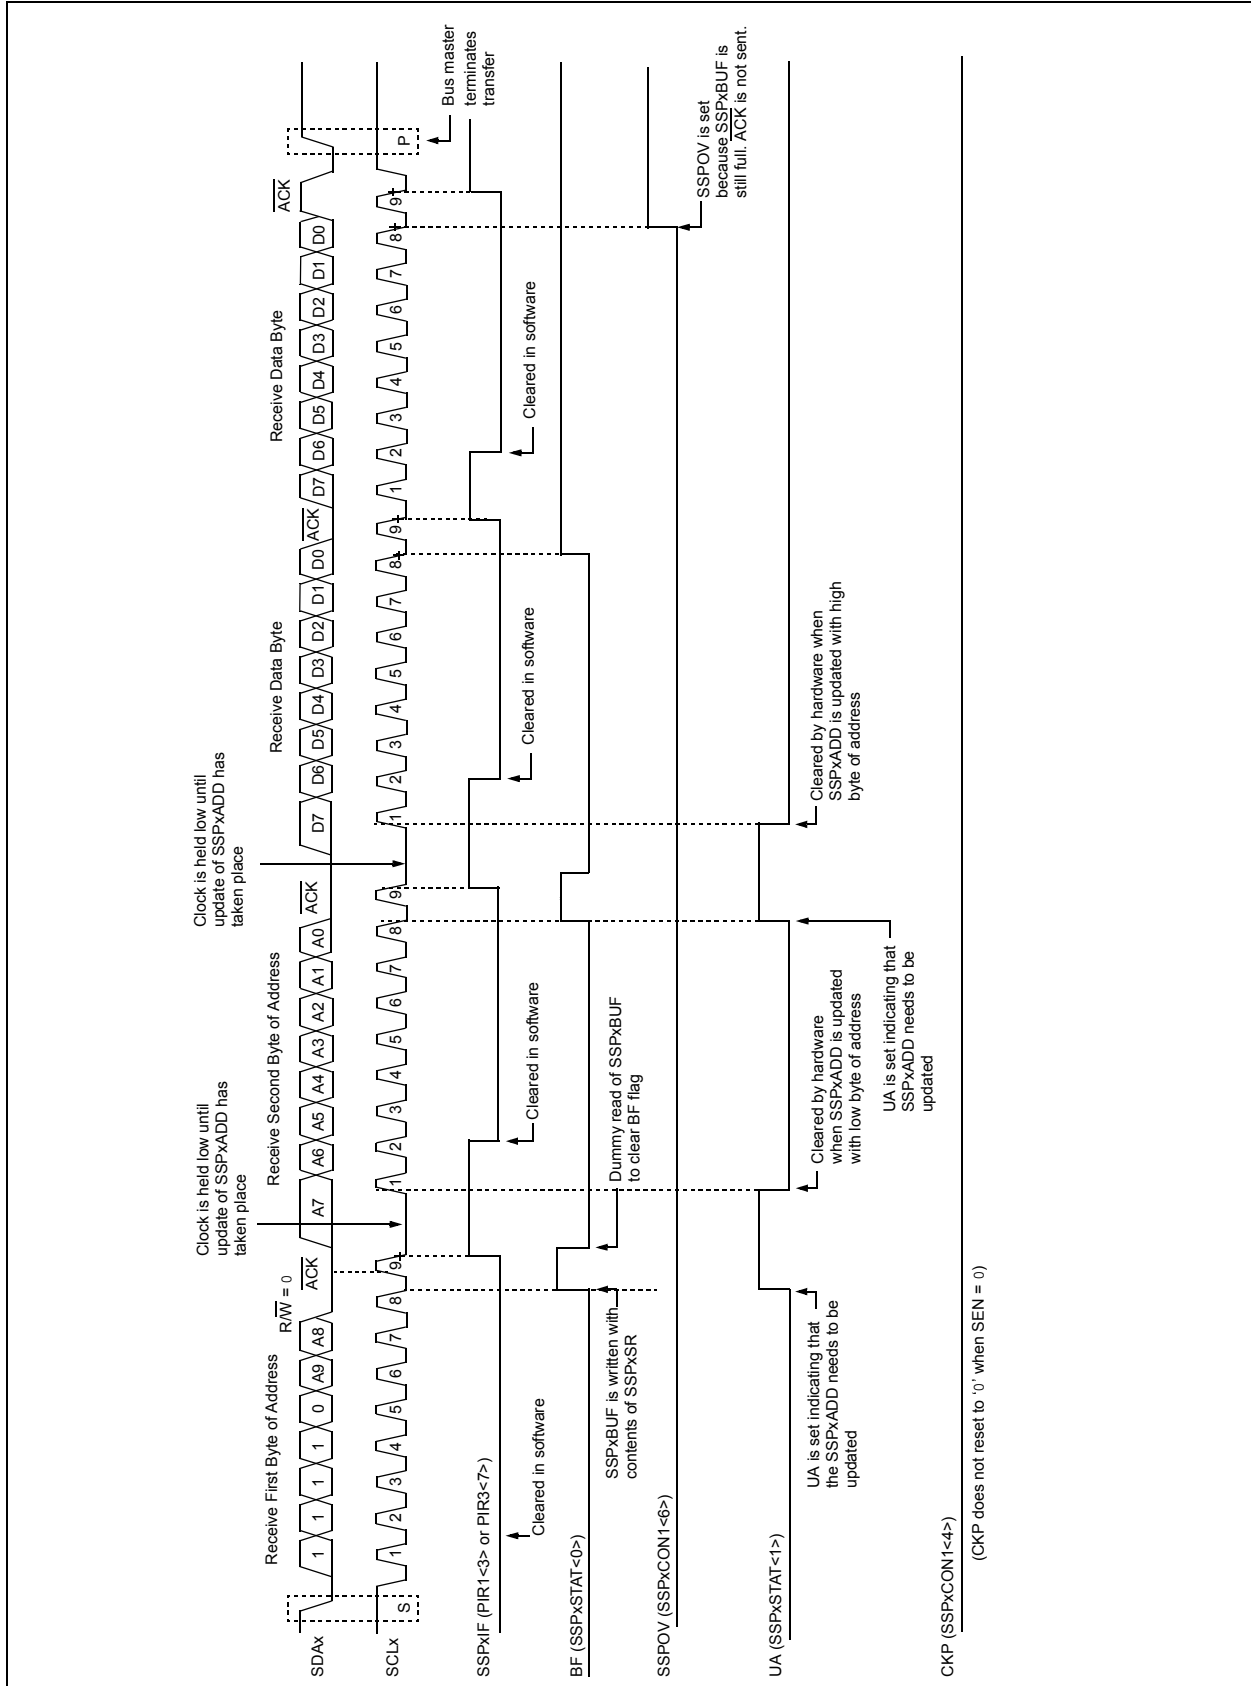 Receive First Byte of Address
R/W = 0
ACK
Clock is held low until
update of SSPxADD has
taken place
Receive Second Byte of Address
ACK
Clock is held low until
update of SSPxADD has
taken place
Receive Data Byte
ACK
Receive Data Byte
ACK
SDAx
1
1
1
1
0
A9
A8
A7
A6
A5
A4
A3
A2
A1
A0
D7
D6
D5
D4
D3
D2
D1
D0
D7
D6
D5
D4
D3
D2
D1
D0
SCLx
S
1
2
3
4
5
6
7
8
9
1
2
3
4
5
6
7
8
9
1
2
3
4
5
6
7
8
9
1
2
3
4
5
6
7
8
9
P
Bus master
terminates
transfer
SSPxIF (PIR1<3> or PIR3<7>)
Cleared in software
Cleared in software
Cleared in software
Cleared in software
BF (SSPxSTAT<0>)
SSPxBUF is written with
contents of SSPxSR
Dummy read of SSPxBUF
to clear BF flag
SSPOV (SSPxCON1<6>)
SSPOV is set
because SSPxBUF is
still full. ACK is not sent.
UA (SSPxSTAT<1>)
UA is set indicating that
the SSPxADD needs to be
updated
Cleared by hardware
when SSPxADD is updated
with low byte of address
UA is set indicating that
SSPxADD needs to be
updated
Cleared by hardware when
SSPxADD is updated with high
byte of address
CKP (SSPxCON1<4>)
(CKP does not reset to ‘0’ when SEN = 0)